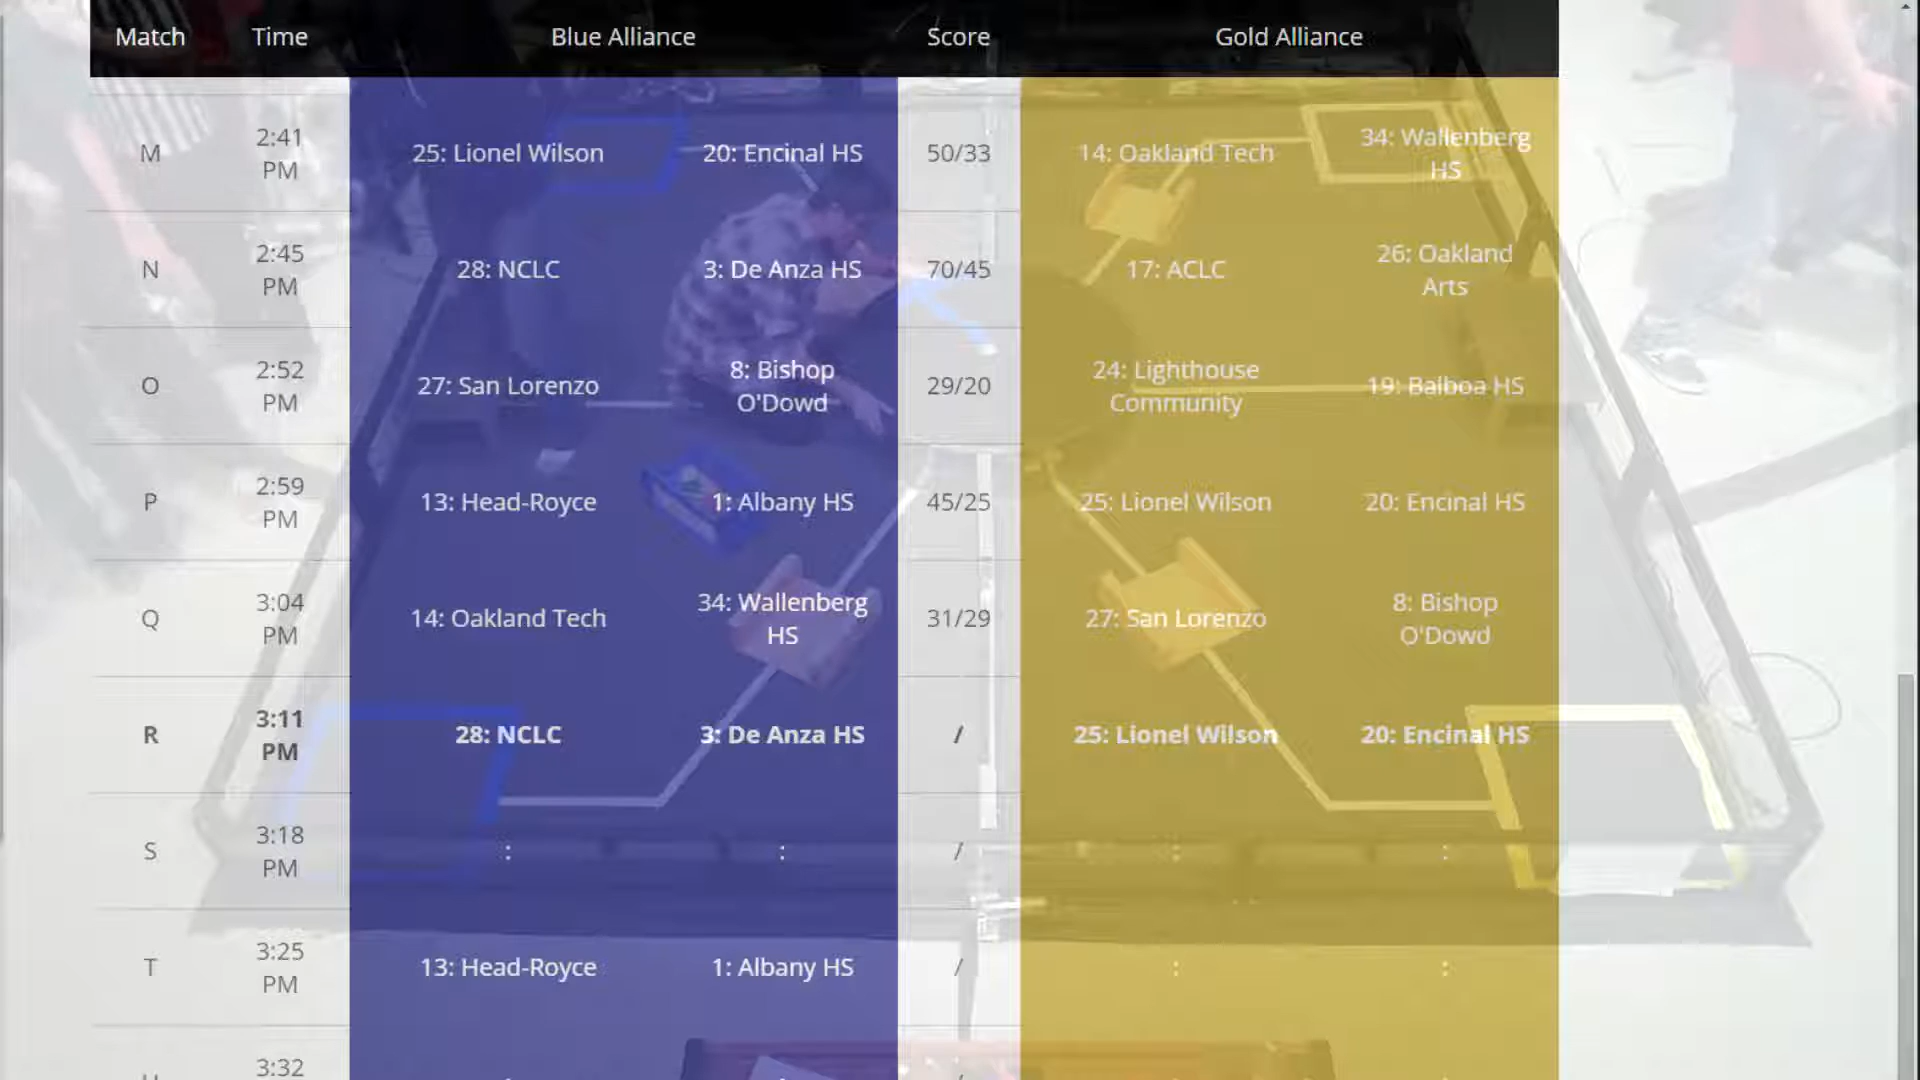 Match Time Blue Alliance Score Gold Alliance
M 2:41 PM 25: Lionel Wilson 20: Encinal HS 50/33 14: Oakland Tech 34: Wallenberg HS
N 2:45 PM 28: NCLC 3: De Anza HS 70/45 17: ACLC 26: Oakland Arts
O 2:52 PM 27: San Lorenzo 8: Bishop O'Dowd 29/20 24: Lighthouse Community 19: Balboa HS
P 2:59 PM 13: Head-Royce 1: Albany HS 45/25 25: Lionel Wilson 20: Encinal HS
Q 3:04 PM 14: Oakland Tech 34: Wallenberg HS 31/29 27: San Lorenzo 8: Bishop O'Dowd
R 3:11 PM 28: NCLC 3: De Anza HS / 25: Lionel Wilson 20: Encinal HS
S 3:18 PM : : / : :
T 3:25 PM 13: Head-Royce 1: Albany HS / : :
3:32